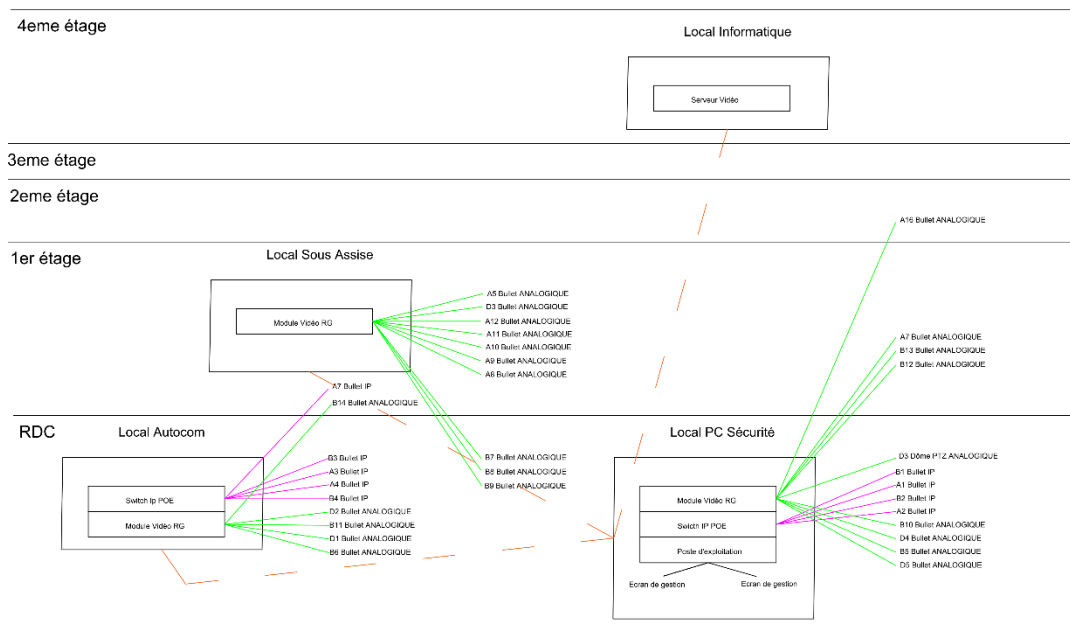 4eme étage
Local Informatique
Serveur Vidéo
3eme étage
2eme étage
A16 Bullet ANALOGIQUE
1er étage
Local Sous Assise
Module Vidéo RG
A5 Bullet ANALOGIQUE
D3 Bullet ANALOGIQUE
A12 Bullet ANALOGIQUE
A11 Bullet ANALOGIQUE
A10 Bullet ANALOGIQUE
A9 Bullet ANALOGIQUE
A8 Bullet ANALOGIQUE
A7 Bullet ANALOGIQUE
B13 Bullet ANALOGIQUE
B12 Bullet ANALOGIQUE
A7 Bullet IP
B14 Bullet ANALOGIQUE
RDC
Local Autocom
Switch Ip POE
Module Vidéo RG
B3 Bullet IP
A3 Bullet IP
A4 Bullet IP
B4 Bullet IP
D2 Bullet ANALOGIQUE
B11 Bullet ANALOGIQUE
D1 Bullet ANALOGIQUE
B6 Bullet ANALOGIQUE
B7 Bullet ANALOGIQUE
B8 Bullet ANALOGIQUE
B9 Bullet ANALOGIQUE
Local PC Sécurité
Module Vidéo RG
Swicth IP POE
Poste d'exploitation
Ecran de gestion
Ecran de gestion
D3 Dôme PTZ ANALOGIQUE
B1 Bullet IP
A1 Bullet IP
B2 Bullet IP
A2 Bullet IP
B10 Bullet ANALOGIQUE
D4 Bullet ANALOGIQUE
B5 Bullet ANALOGIQUE
D5 Bullet ANALOGIQUE